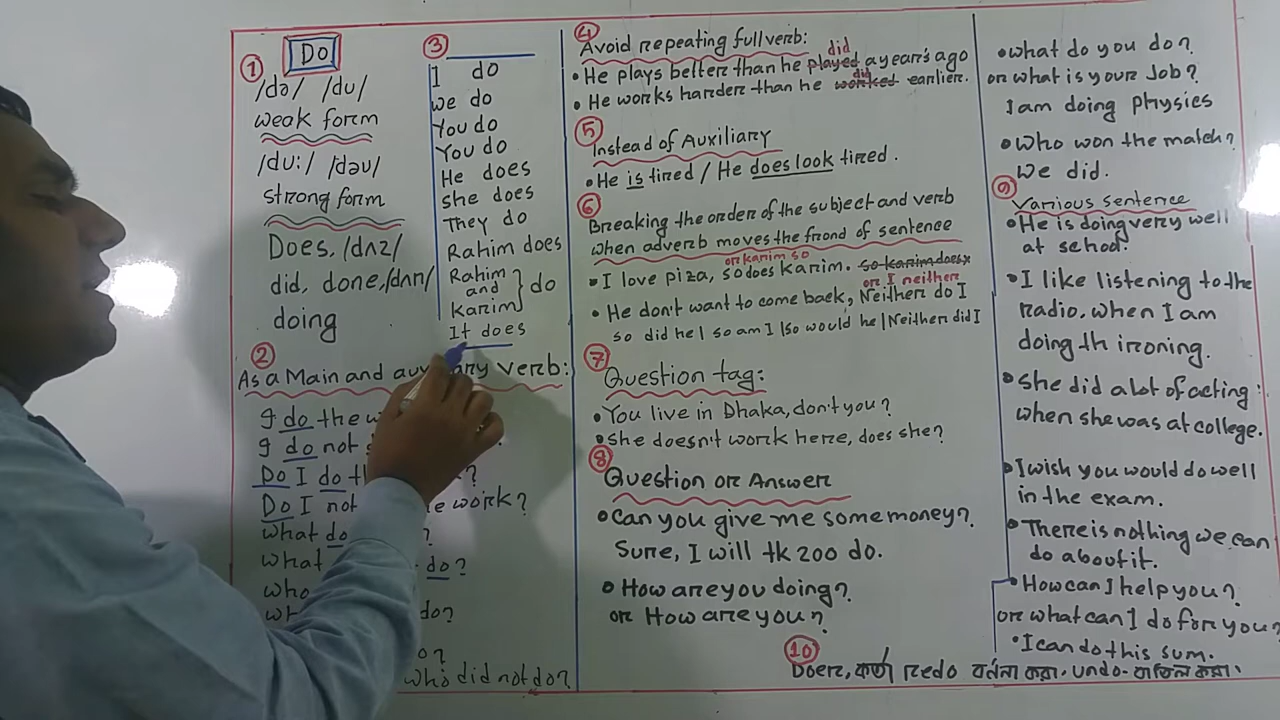 ① Do
/də/ /dʊ/
weak form
/du:/ /dəʊ/
strong form
Does, /dʌz/
did, done, /dʌn/
doing
③
I do
we do
You do
You do
He does
she does
They do
Rahim does
Rahim and Karim } do
It does
②
As a Main and verb:
I do the
I do not
Do I do ?
Do I not work?
What do ?
what do?
who
do?
who did not do?
④
Avoid repeating full verb:
did
• He plays better than he played a year's ago
did
• He works harder than he worked earlier.
⑤
Instead of Auxiliary
• He is tired / He does look tired.
⑥
Breaking the order of the subject and verb
when adverb moves the frond of sentence
or karim so
• I love piza, so does karim. so karim does×
or I neither
• He don't want to come back, Neither do I
so did he| so am I |so would he | Neither did I
⑦
Question tag:
• You live in Dhaka, don't you?
• she doesn't work here, does she?
⑧
Question or Answer
• Can you give me some money?
Sure, I will tk 200 do.
• How are you doing?
or How are you?
• what do you do?
or what is your Job?
I am doing physies
• Who won the match?
We did.
⑨
Various sentence
• He is doing very well
at school.
• I like listening to the
radio, when I am
doing th ironing.
• she did a lot of acting
when she was at college.
• I wish you would do well
in the exam.
• There is nothing we can
do about it.
• How can I help you?
or what can I do for you?
• I can do this sum.
⑩
Doer, redo করা. undo- বাতিল করা.